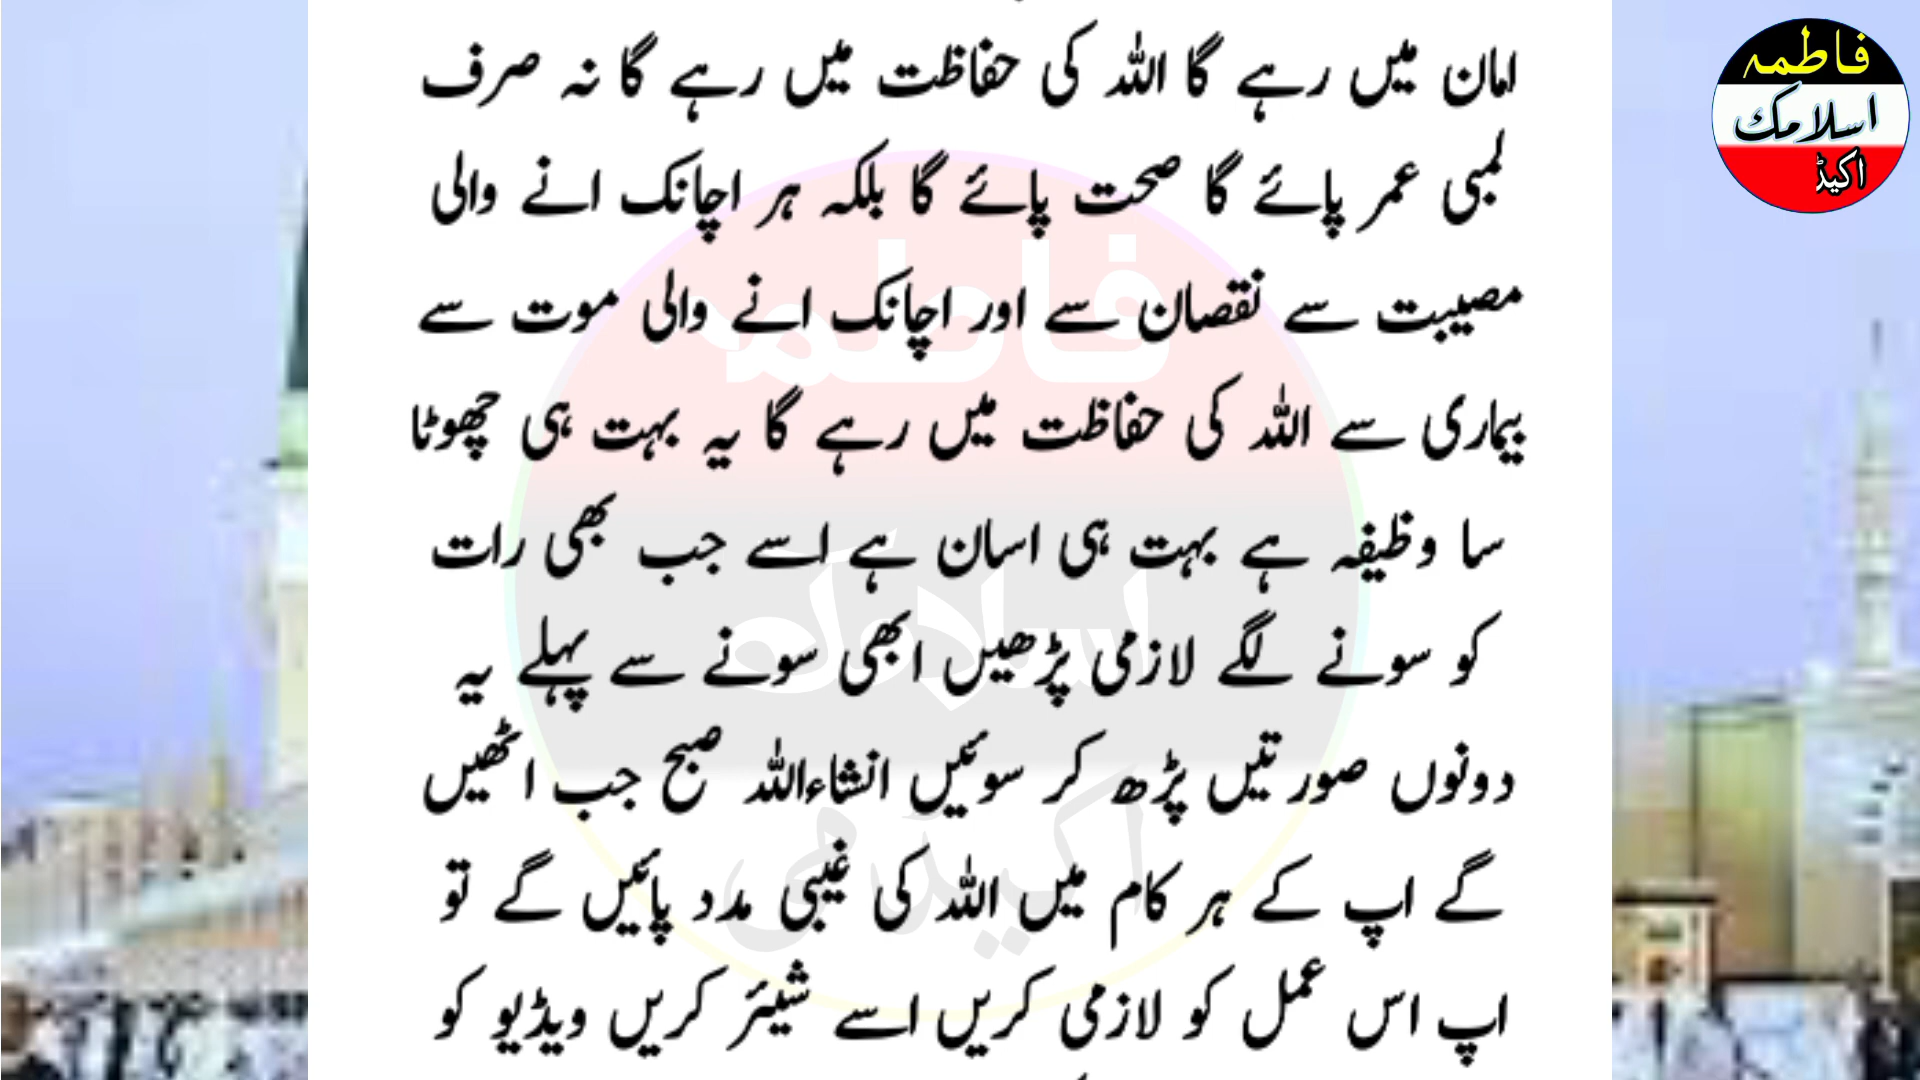 امان میں رہے گا اللہ کی حفاظت میں رہے گا نہ صرف
لمبی عمر پائے گا صحت پائے گا بلکہ ہر اچانک انے والی
مصیبت سے نقصان سے اور اچانک انے والی موت سے
بیماری سے اللہ کی حفاظت میں رہے گا یہ بہت ہی چھوٹا
سا وظیفہ ہے بہت ہی اسان ہے اسے جب بھی رات
کو سونے لگے لازمی پڑھیں ابھی سونے سے پہلے یہ
دونوں صورتیں پڑھ کر سوئیں انشاءاللہ صبح جب اٹھیں
گے اپ کے ہر کام میں اللہ کی غیبی مدد پائیں گے تو
اپ اس عمل کو لازمی کریں اسے شیئر کریں ویڈیو کو
فاطمہ
اسلامک
اکیڈ
فاطمہ
اسلامک
اکیڈمی